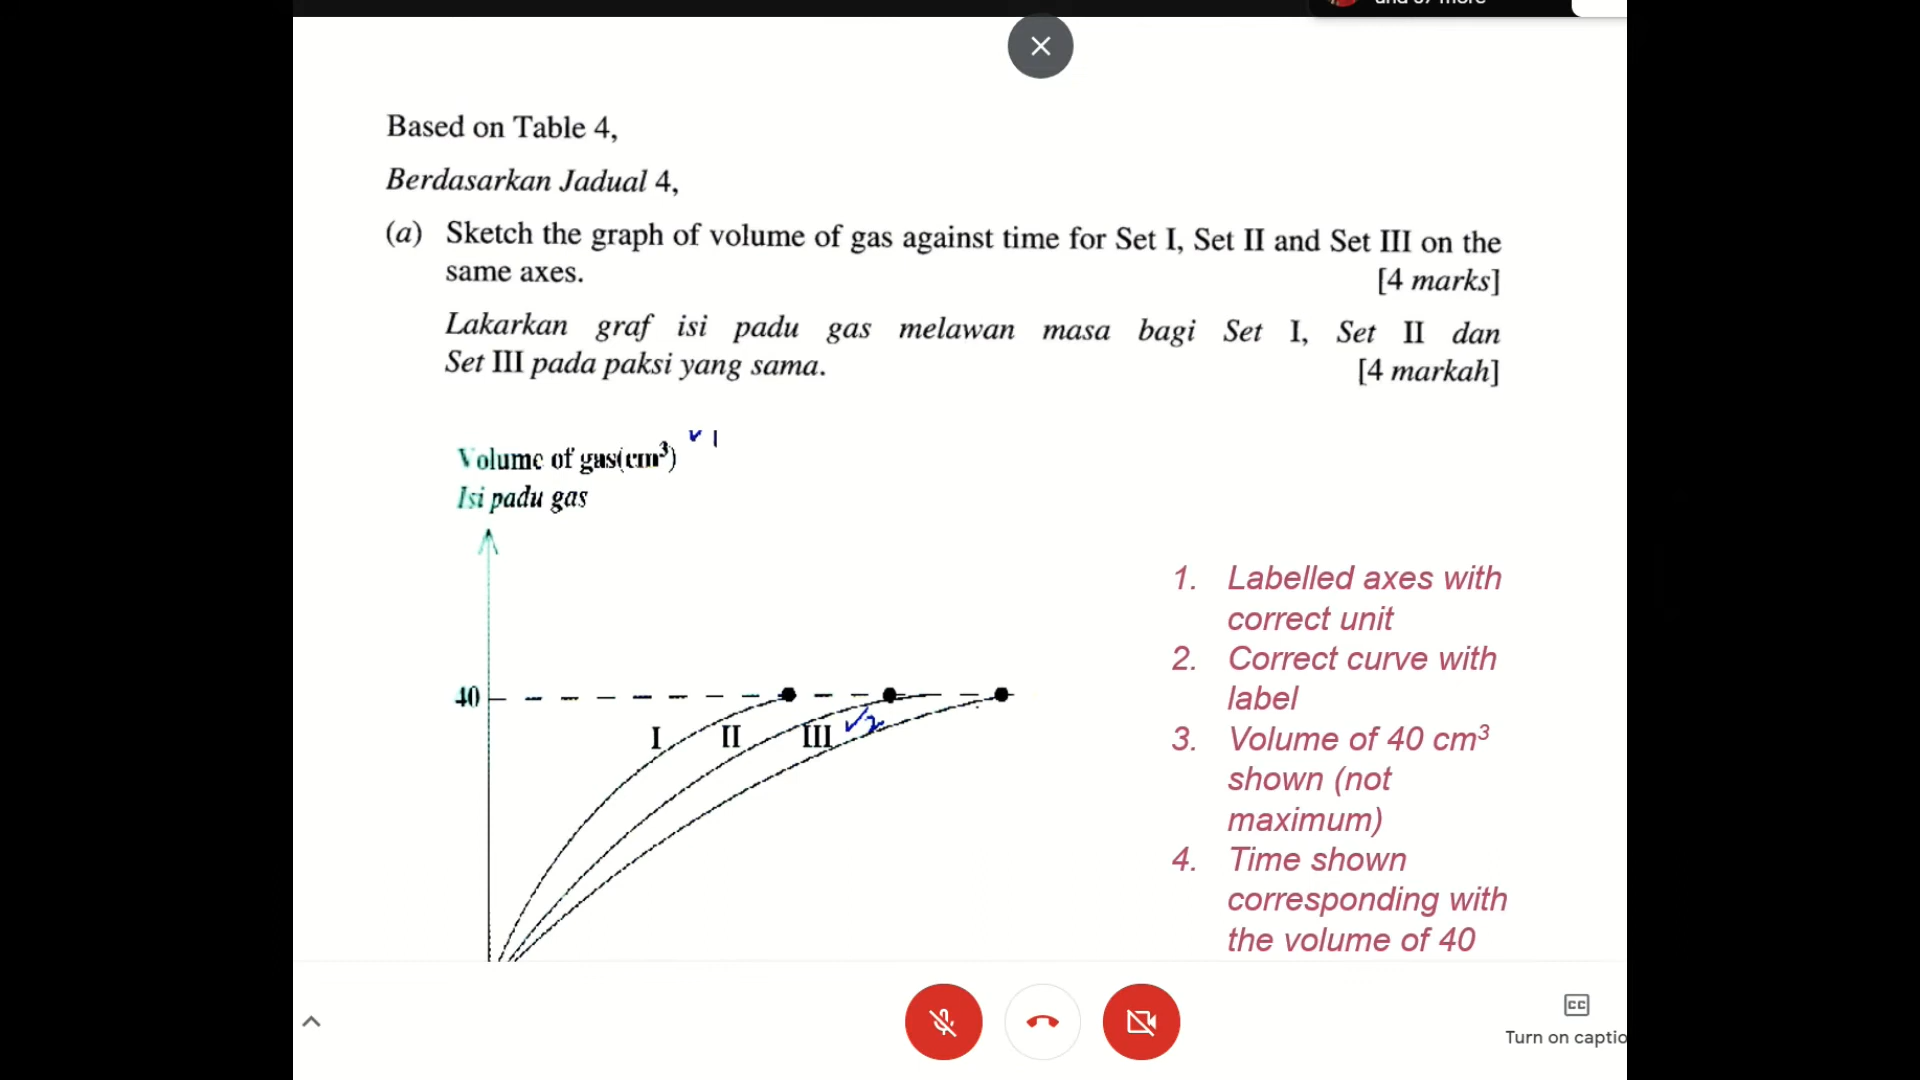 Based on Table 4,
Berdasarkan Jadual 4,
(a) Sketch the graph of volume of gas against time for Set I, Set II and Set III on the
same axes. [4 marks]
Lakarkan graf isi padu gas melawan masa bagi Set I, Set II dan
Set III pada paksi yang sama. [4 markah]
✓1
Volume of gas(cm³)
Isi padu gas
40
I II III ✓2
1. Labelled axes with
correct unit
2. Correct curve with
label
3. Volume of 40 cm³
shown (not
maximum)
4. Time shown
corresponding with
the volume of 40
CC
Turn on captio